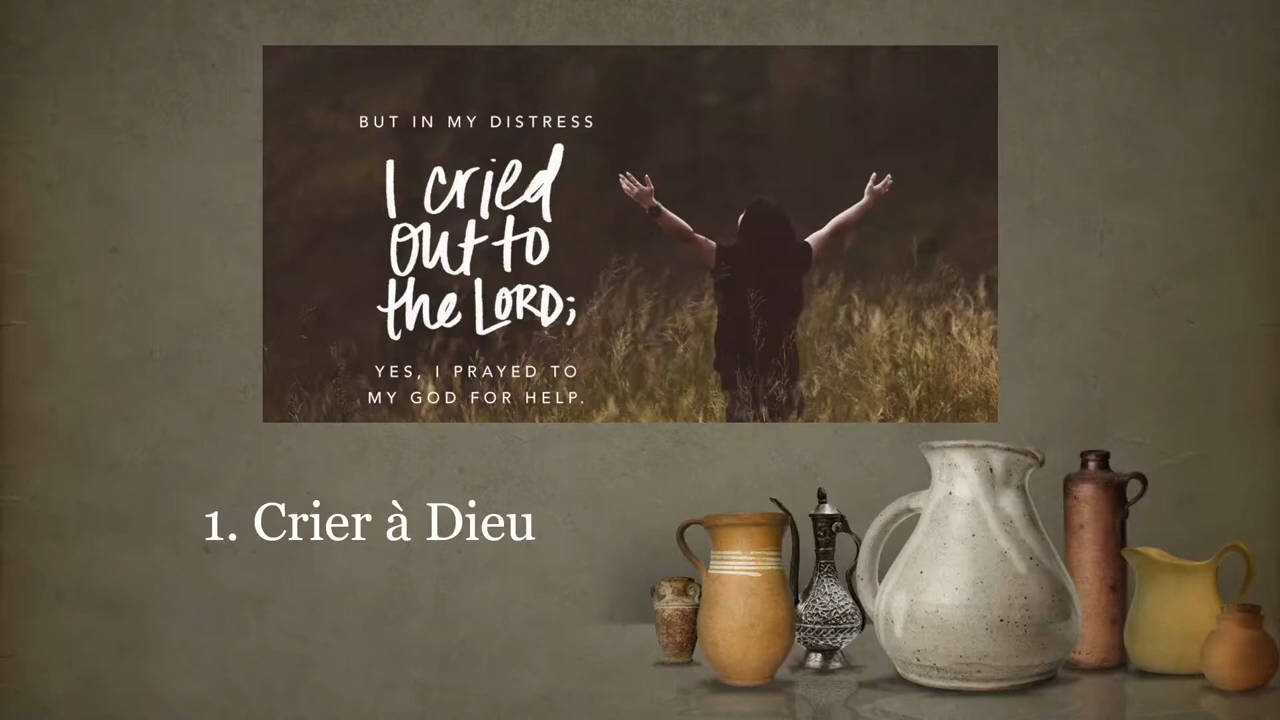 BUT IN MY DISTRESS
I cried
out to
the LORD;
YES, I PRAYED TO
MY GOD FOR HELP.
1. Crier à Dieu